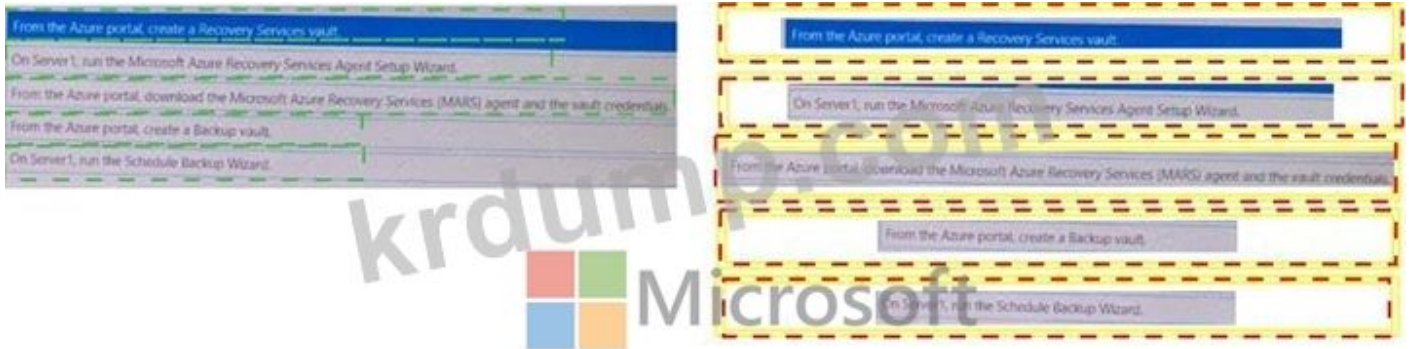 From the Azure portal, create a Recovery Services vault.
On Server1, run the Microsoft Azure Recovery Services Agent Setup Wizard.
From the Azure portal, download the Microsoft Azure Recovery Services (MARS) agent and the vault credentials.
From the Azure portal, create a Backup vault.
On Server1, run the Schedule Backup Wizard.
From the Azure portal, create a Recovery Services vault.
On Server1, run the Microsoft Azure Recovery Services Agent Setup Wizard.
From the Azure portal, download the Microsoft Azure Recovery Services (MARS) agent and the vault credentials.
From the Azure portal, create a Backup vault.
On Server1, run the Schedule Backup Wizard.
krdump.com
Microsoft